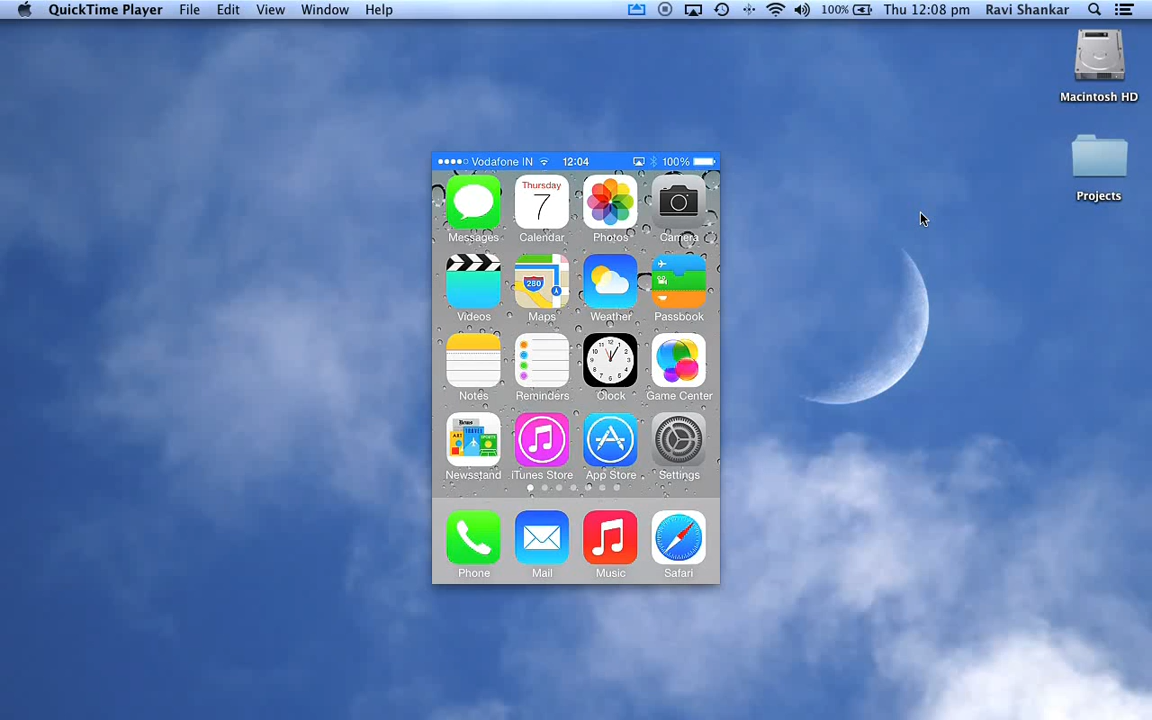 QuickTime Player File Edit View Window Help 100% Thu 12:08 pm Ravi Shankar
Macintosh HD
Projects
Vodafone IN 12:04 100%
Thursday
7
Messages Calendar Photos Camera
280
Videos Maps Weather Passbook
Notes Reminders Clock Game Center
Newsstand iTunes Store App Store Settings
Phone Mail Music Safari